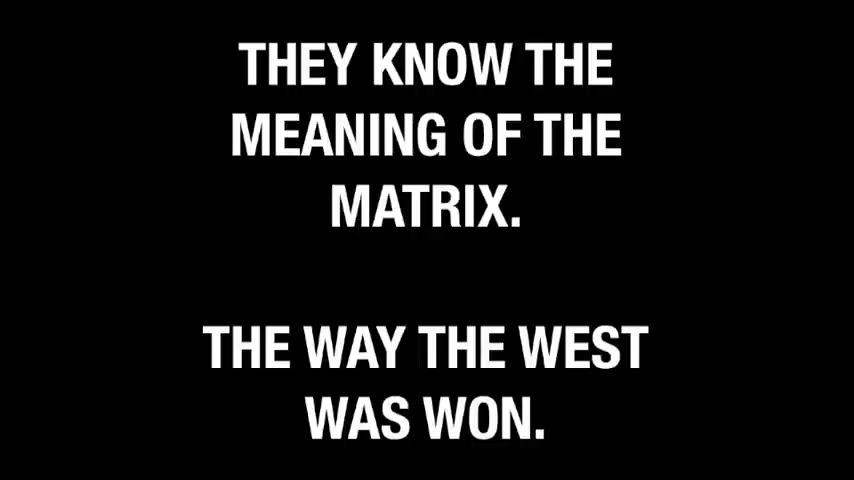 THEY KNOW THE
MEANING OF THE
MATRIX.
THE WAY THE WEST
WAS WON.